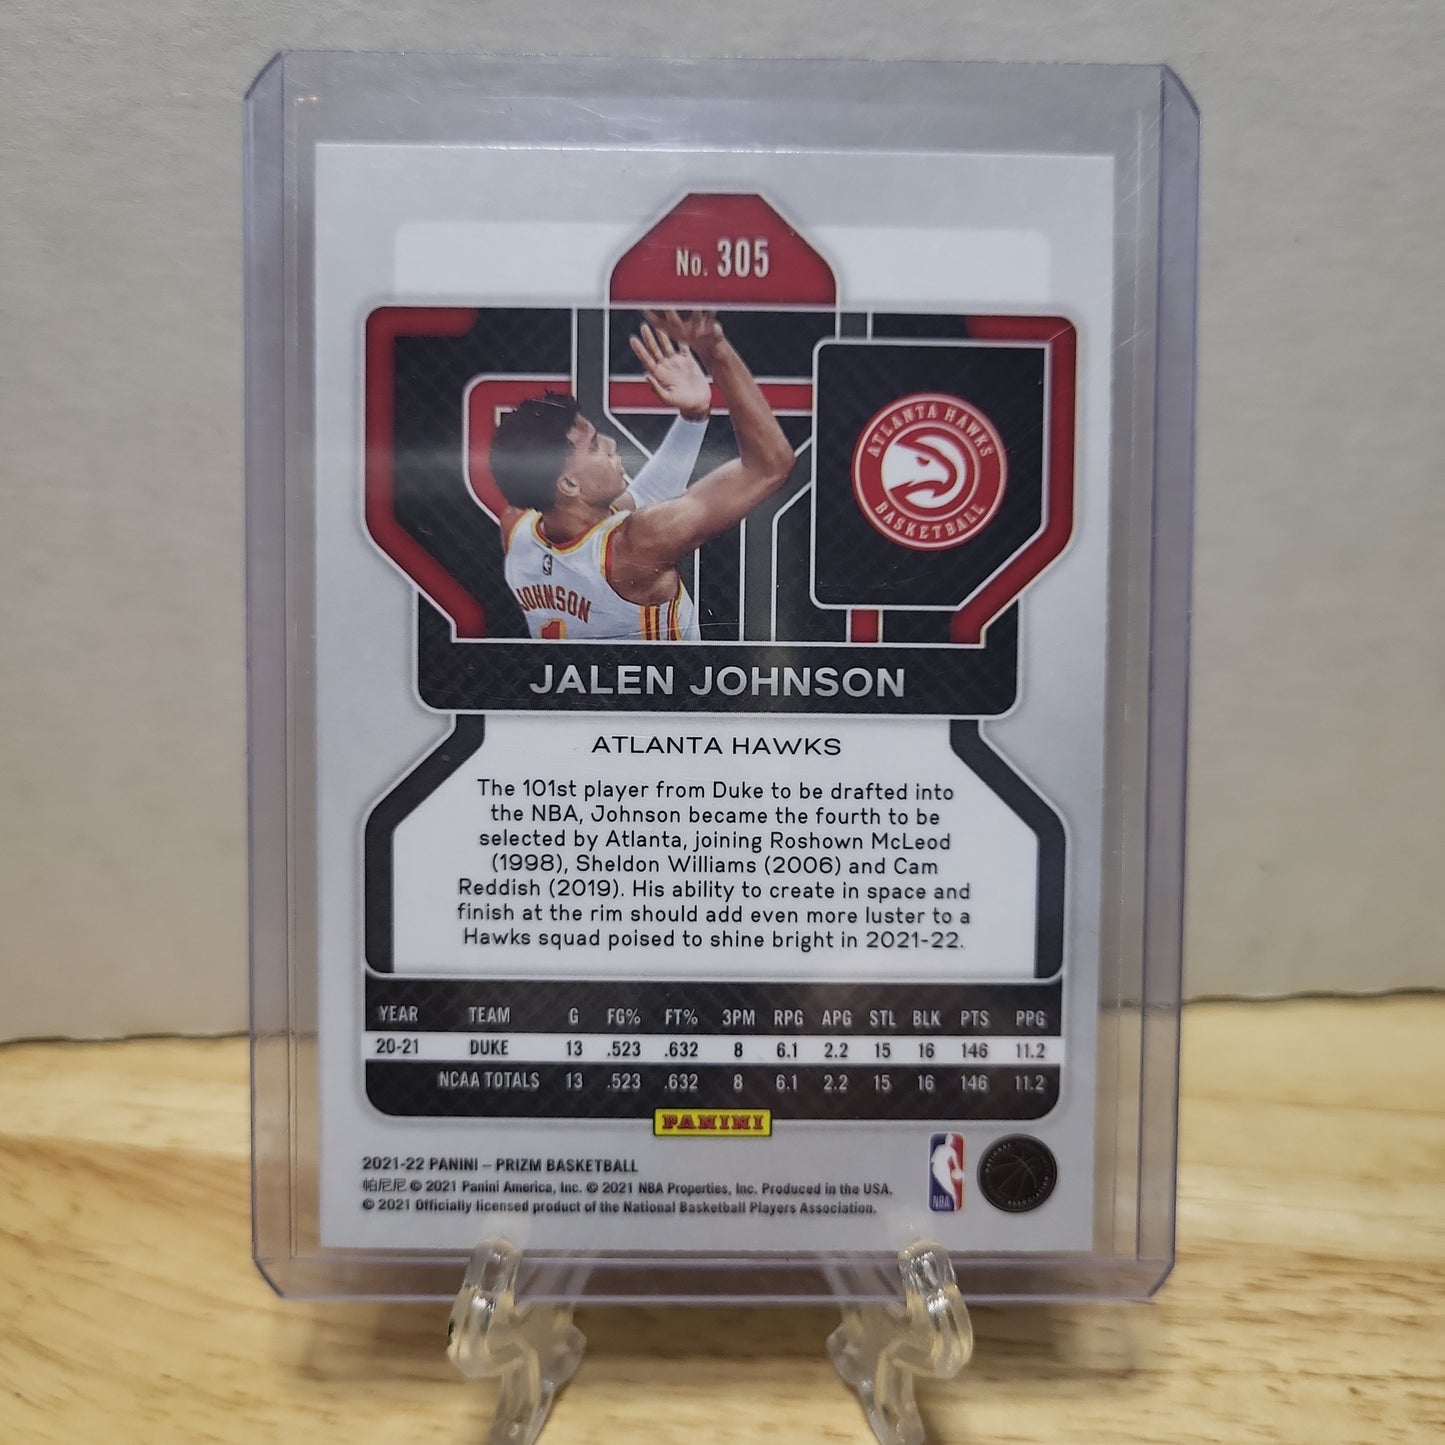 No. 305
ATLANTA HAWKS
BASKETBALL
JOHNSON
1
JALEN JOHNSON
ATLANTA HAWKS
The 101st player from Duke to be drafted into
the NBA, Johnson became the fourth to be
selected by Atlanta, joining Roshown McLeod
(1998), Sheldon Williams (2006) and Cam
Reddish (2019). His ability to create in space and
finish at the rim should add even more luster to a
Hawks squad poised to shine bright in 2021-22.
YEAR TEAM G FG% FT% 3PM RPG APG STL BLK PTS PPG
20-21 DUKE 13 .523 .632 8 6.1 2.2 15 16 146 11.2
NCAA TOTALS 13 .523 .632 8 6.1 2.2 15 16 146 11.2
PANINI
2021-22 PANINI – PRIZM BASKETBALL
帕尼尼 © 2021 Panini America, Inc. © 2021 NBA Properties, Inc. Produced in the USA.
© 2021 Officially licensed product of the National Basketball Players Association.
NBA
NATIONAL
ASSOCIATION